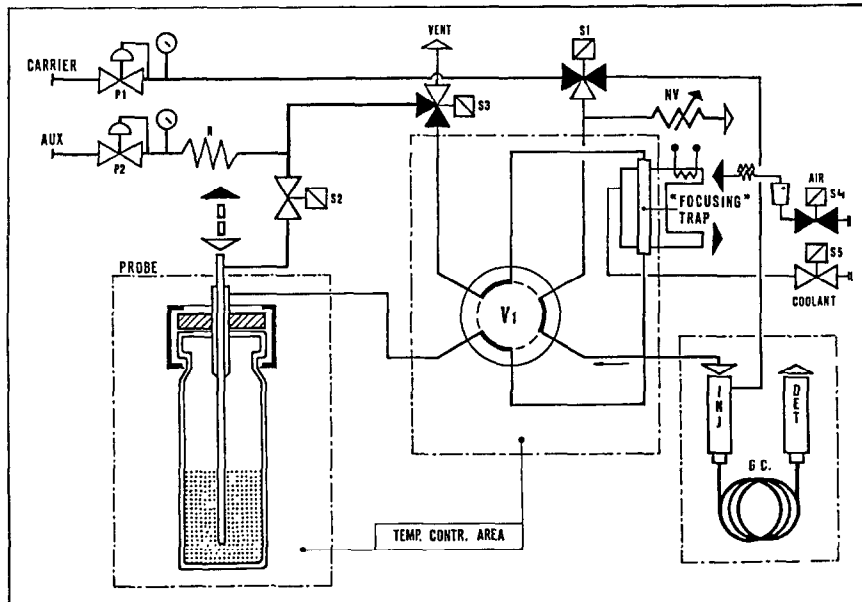 VENT
S1
CARRIER
P1
S3
NV
AUX
P2
R
S2
AIR
S4
"FOCUSING"
TRAP
S5
COOLANT
PROBE
V1
INJ
DET
G.C.
TEMP. CONTR. AREA